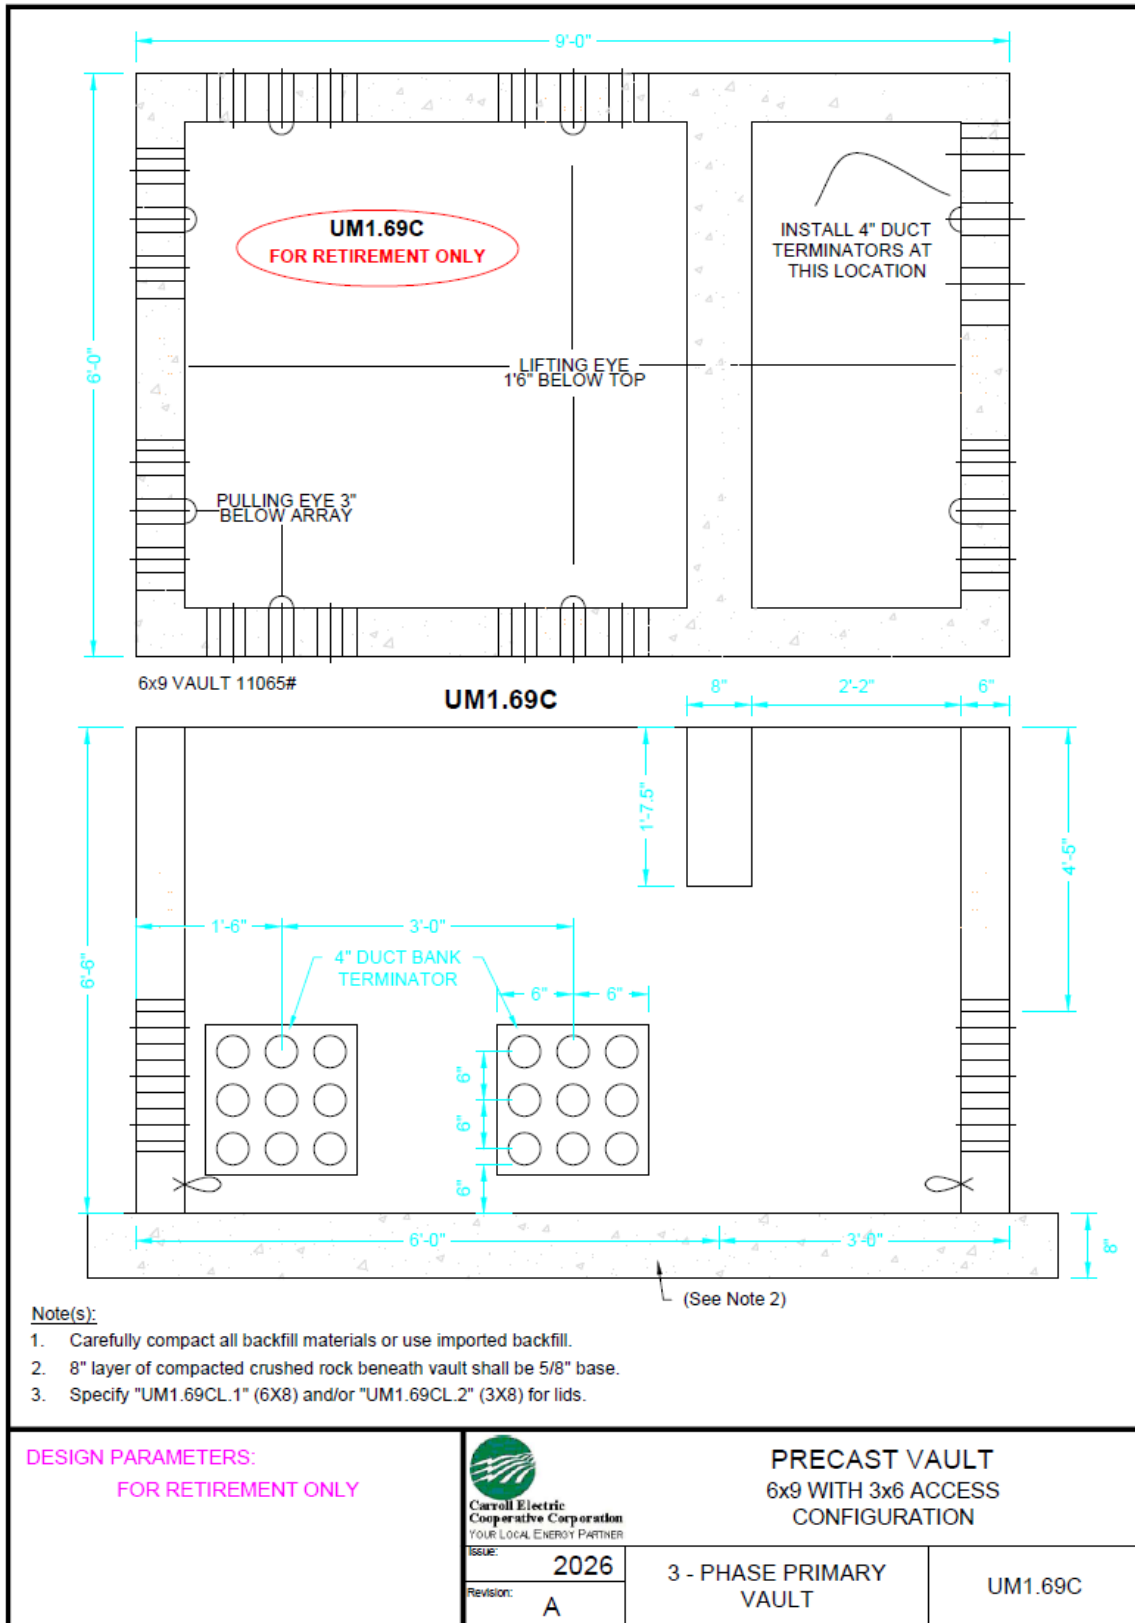 9'-0"
UM1.69C
FOR RETIREMENT ONLY
INSTALL 4" DUCT
TERMINATORS AT
THIS LOCATION
6'-0"
LIFTING EYE
1'6" BELOW TOP
PULLING EYE 3"
BELOW ARRAY
6x9 VAULT 11065#
UM1.69C
8"
2'-2"
6"
1'-7.5"
4'-5"
6'-6"
1'-6"
3'-0"
4" DUCT BANK
TERMINATOR
6"
6"
6"
6"
6"
6'-0"
3'-0"
8"
(See Note 2)
Note(s):
1. Carefully compact all backfill materials or use imported backfill.
2. 8" layer of compacted crushed rock beneath vault shall be 5/8" base.
3. Specify "UM1.69CL.1" (6X8) and/or "UM1.69CL.2" (3X8) for lids.
DESIGN PARAMETERS:
FOR RETIREMENT ONLY
Carroll Electric
Cooperative Corporation
YOUR LOCAL ENERGY PARTNER
PRECAST VAULT
6x9 WITH 3x6 ACCESS
CONFIGURATION
Issue:
2026
Revision:
A
3 - PHASE PRIMARY
VAULT
UM1.69C